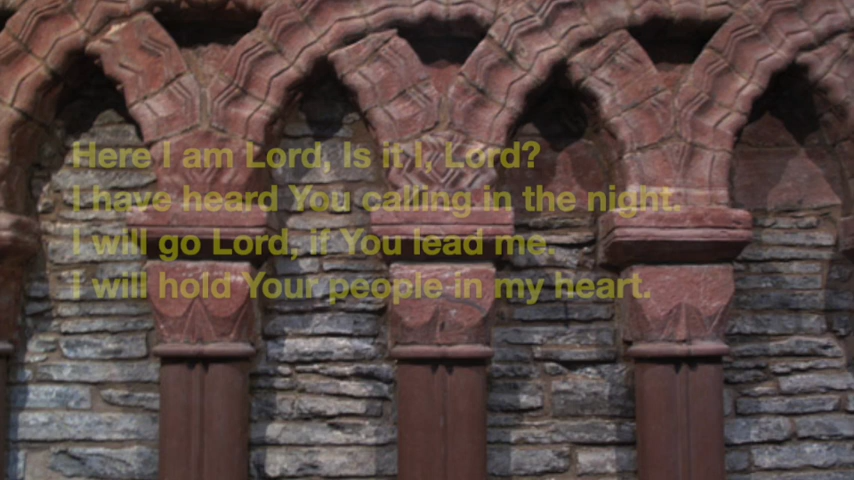 Here I am Lord, Is it I, Lord?
I have heard You calling in the night.
I will go Lord, if You lead me.
I will hold Your people in my heart.